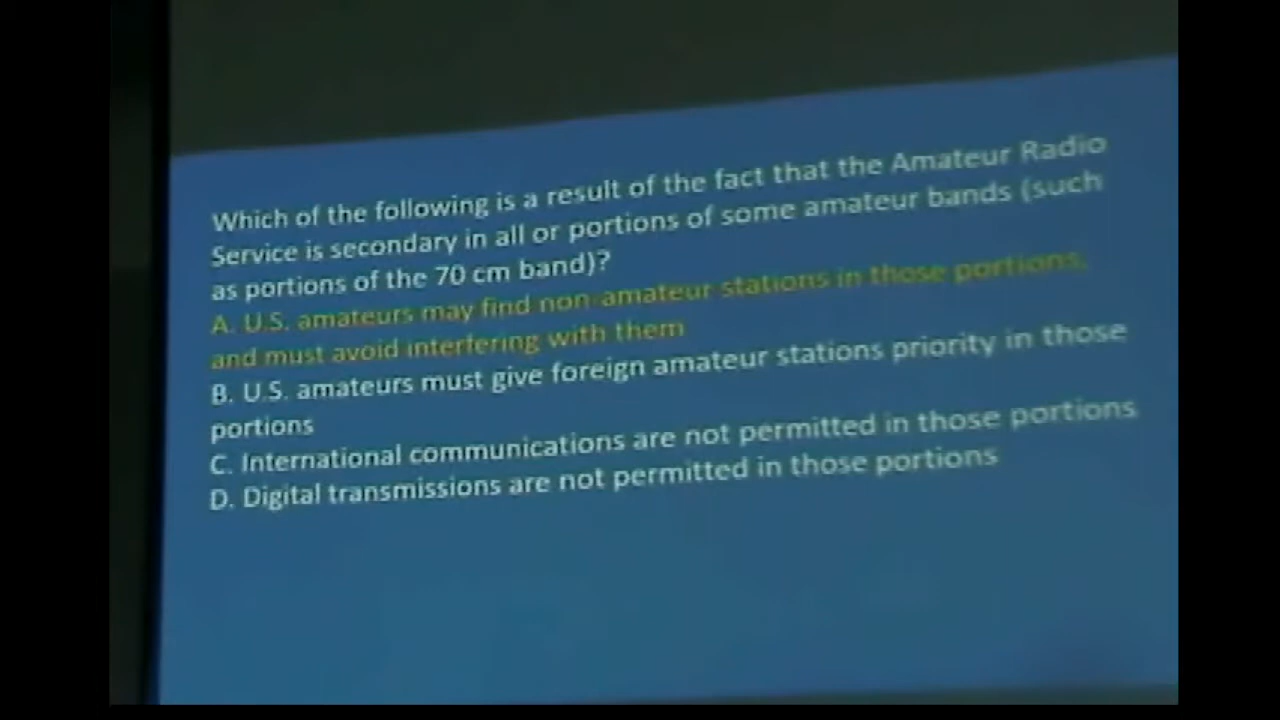 Which of the following is a result of the fact that the Amateur Radio
Service is secondary in all or portions of some amateur bands (such
as portions of the 70 cm band)?
A. U.S. amateurs may find non-amateur stations in those portions,
and must avoid interfering with them
B. U.S. amateurs must give foreign amateur stations priority in those
portions
C. International communications are not permitted in those portions
D. Digital transmissions are not permitted in those portions